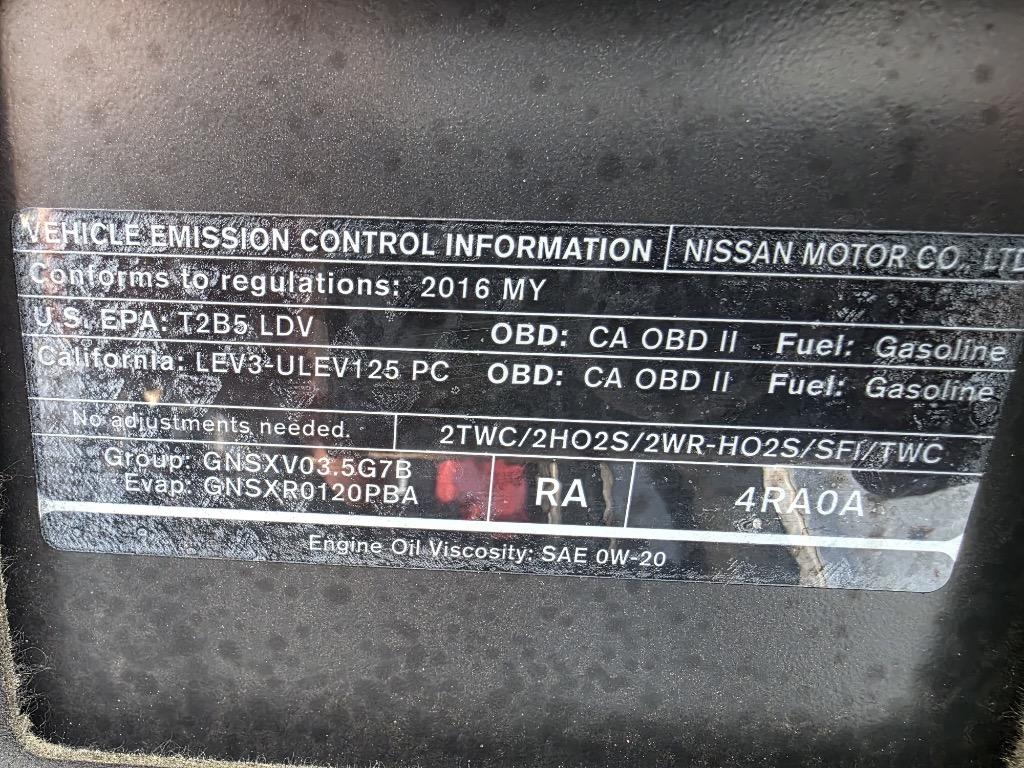 VEHICLE EMISSION CONTROL INFORMATION NISSAN MOTOR CO., LTD
Conforms to regulations: 2016 MY
U.S. EPA: T2B5 LDV OBD: CA OBD II Fuel: Gasoline
California: LEV3-ULEV125 PC OBD: CA OBD II Fuel: Gasoline
No adjustments needed. 2TWC/2HO2S/2WR-HO2S/SFI/TWC
Group: GNSXV03.5G7B
Evap: GNSXR0120PBA RA 4RA0A
Engine Oil Viscosity: SAE 0W-20